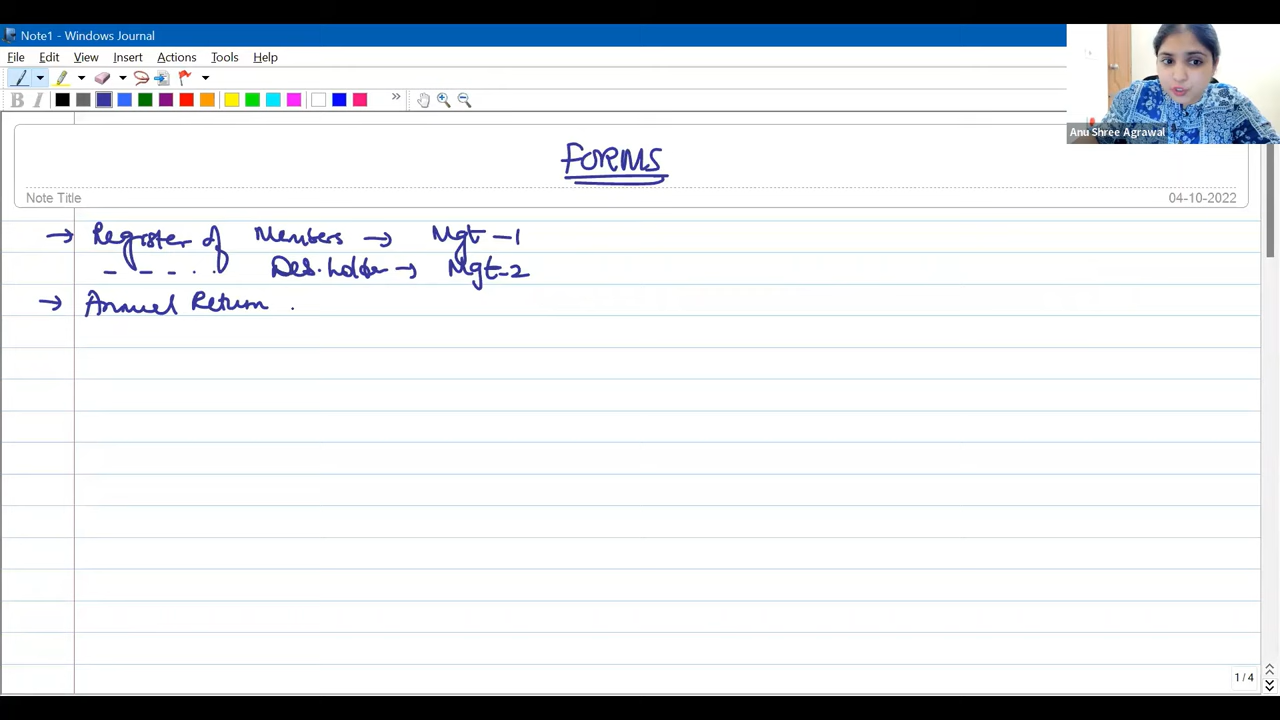 Note1 - Windows Journal
File Edit View Insert Actions Tools Help
B I »
Anu Shree Agrawal
FORMS
Note Title
04-10-2022
→ Register of Members → Mgt-1
- - - . . Deb. holder → Mgt-2
→ Annual Return .
1 / 4